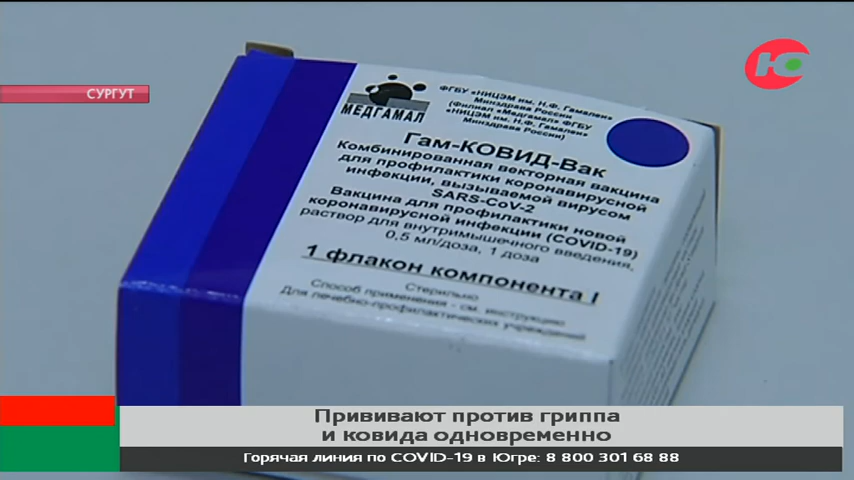 СУРГУТ
Ю
МЕДГАМАЛ
ФГБУ «НИЦЭМ им. Н.Ф. Гамалеи»
Минздрава России
(Филиал «Медгамал» ФГБУ
«НИЦЭМ им. Н.Ф. Гамалеи»
Минздрава России)
Гам-КОВИД-Вак
Комбинированная векторная вакцина
для профилактики коронавирусной
инфекции, вызываемой вирусом
SARS-CoV-2
Вакцина для профилактики новой
коронавирусной инфекции (COVID-19)
раствор для внутримышечного введения,
0,5 мл/доза, 1 доза
1 флакон компонента I
Стерильно
Способ применения - см. инструкцию
Для лечебно-профилактических учреждений
Прививают против гриппа
и ковида одновременно
Горячая линия по COVID-19 в Югре: 8 800 301 68 88